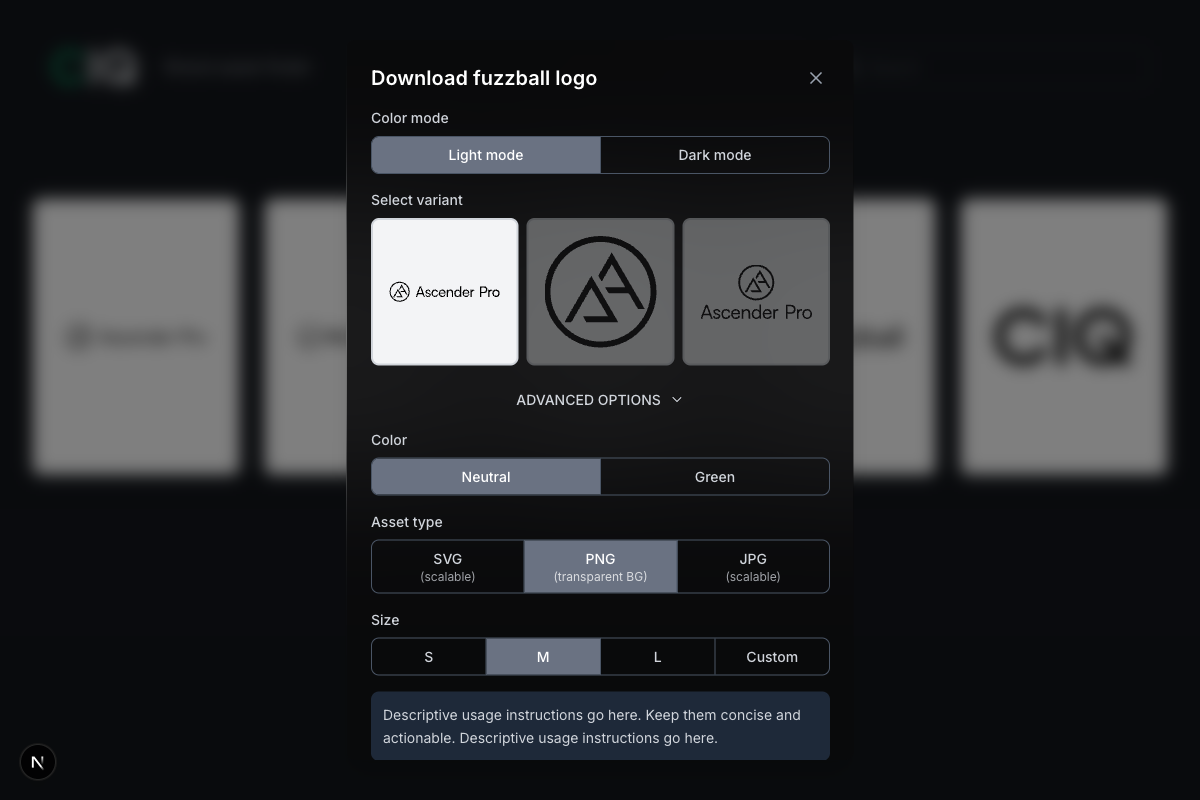 CIQ
Download fuzzball logo
Color mode
Light mode
Dark mode
Select variant
Ascender Pro
Ascender Pro
ADVANCED OPTIONS
Color
Neutral
Green
Asset type
SVG
(scalable)
PNG
(transparent BG)
JPG
(scalable)
Size
S
M
L
Custom
Descriptive usage instructions go here. Keep them concise and
actionable. Descriptive usage instructions go here.
CIQ
N